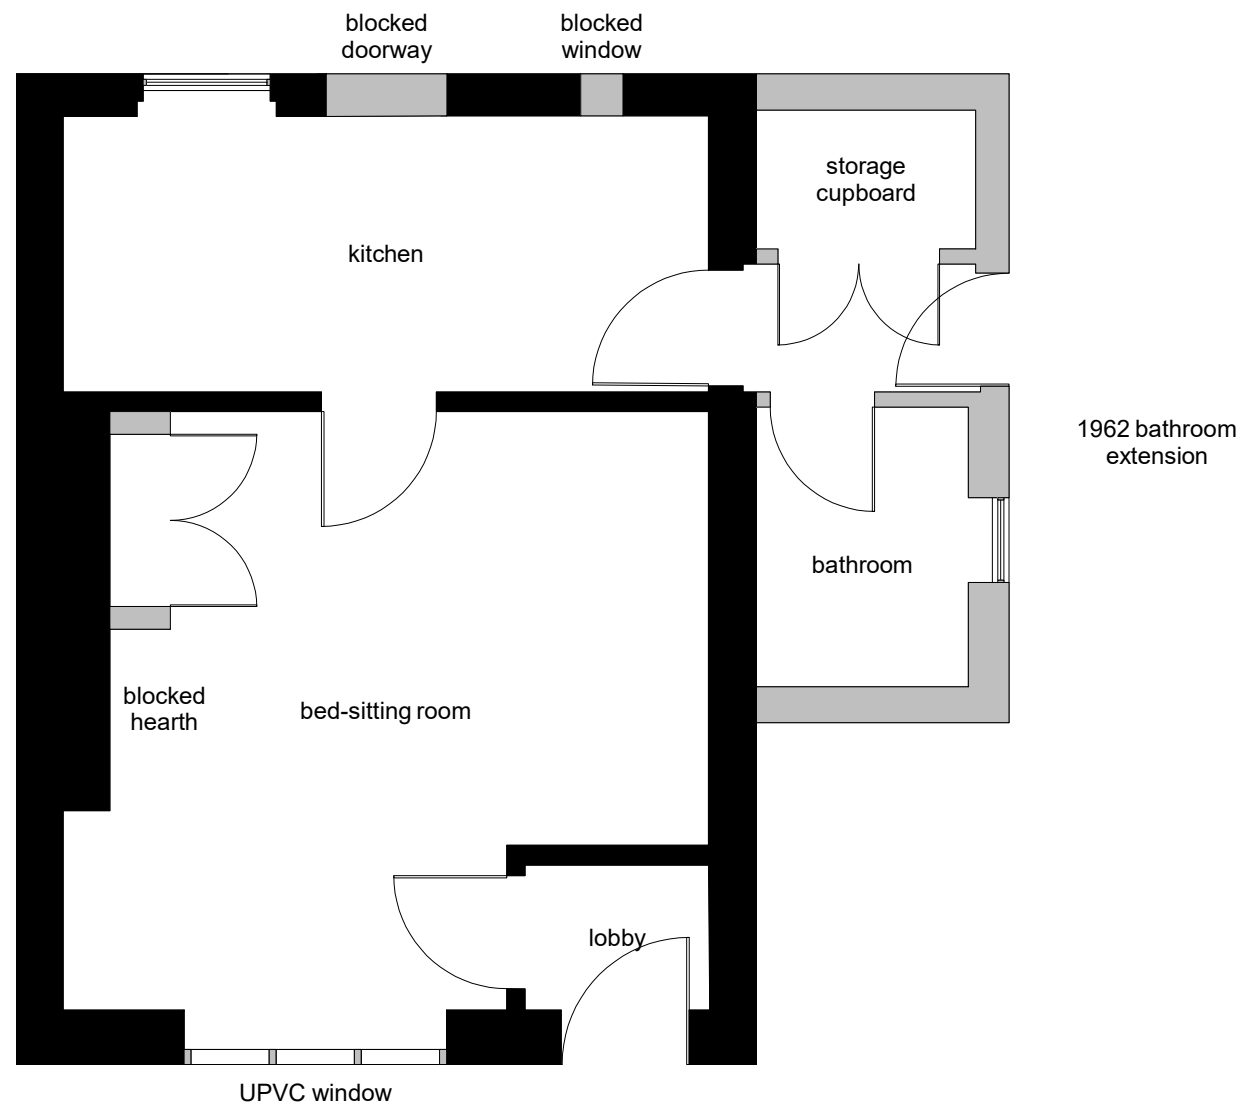 blocked
doorway
blocked
window
storage
cupboard
kitchen
1962 bathroom
extension
bathroom
blocked
hearth
bed-sitting room
lobby
UPVC window